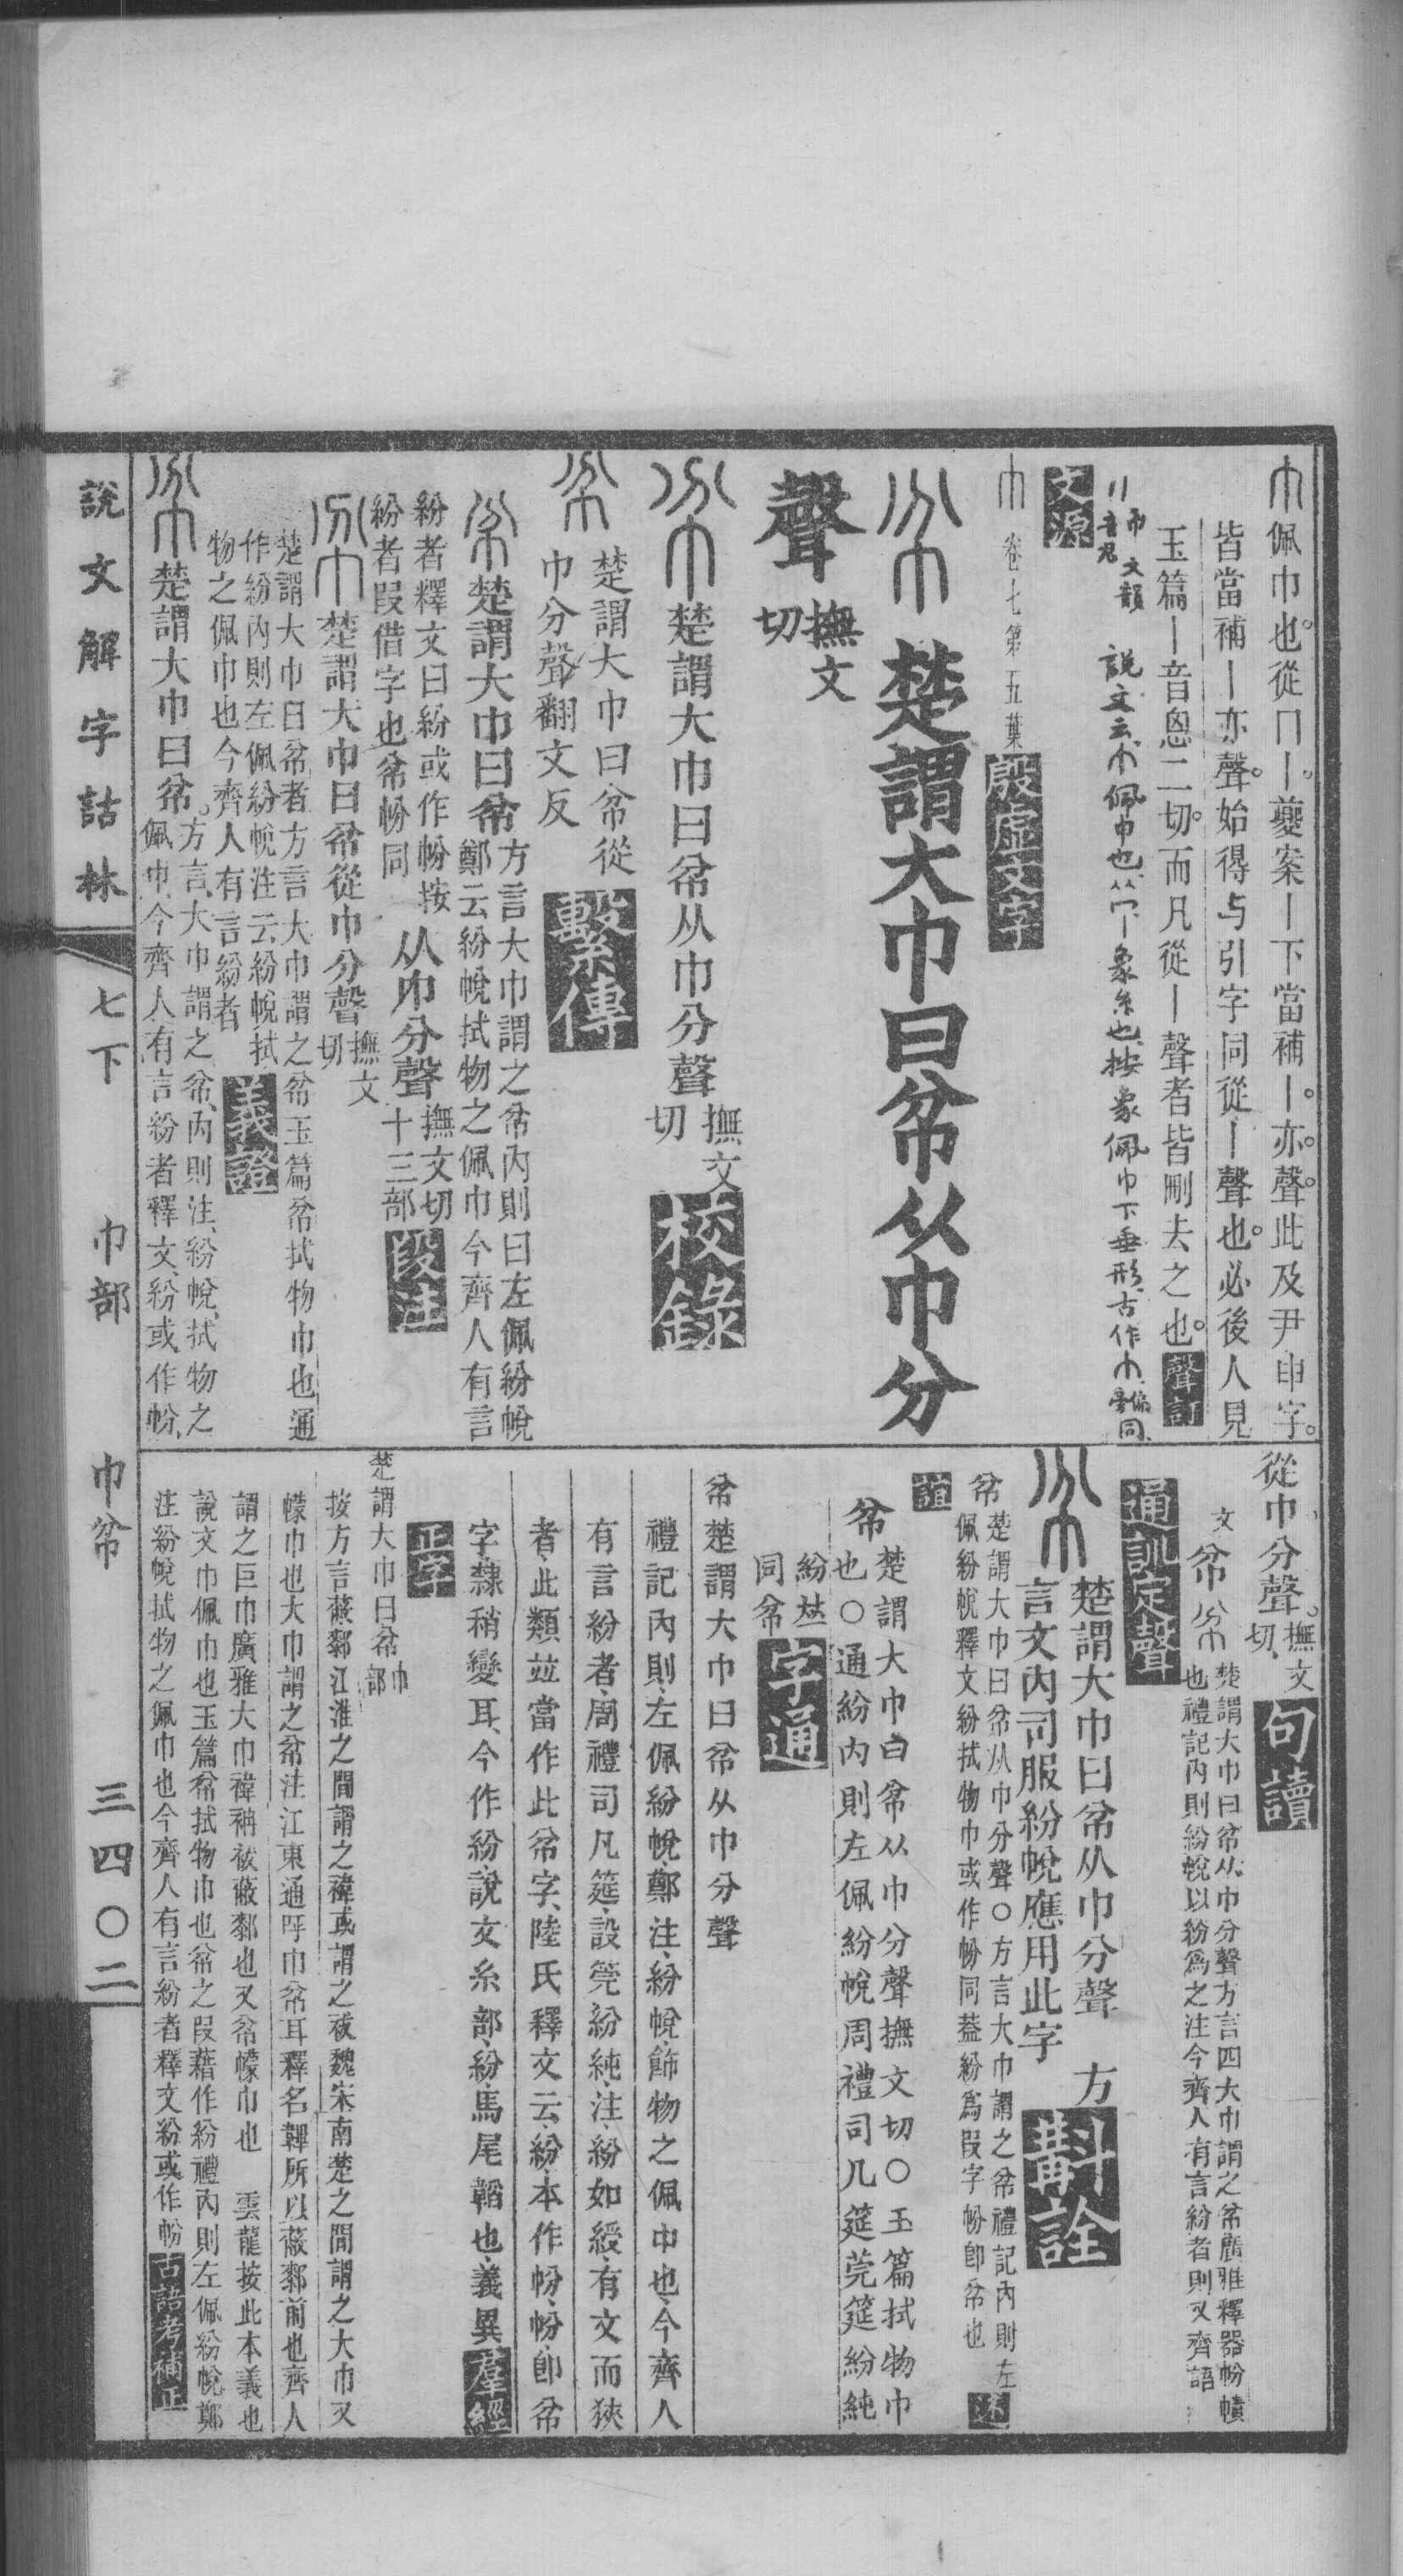 巾佩巾也從冂丨夔案丨下當補丨亦聲此及尹申字
皆當補丨亦聲始得与引字同從丨聲也必後人見
玉篇丨音囟二切而凡從丨聲者皆刪去之也聲訂
巾 文韻 說文云巾佩巾也从冂丨象糸也按象佩巾下垂形古作巾偏旁同
文源
巾卷七第五葉殷虛文字
楚謂大巾曰帉从巾分
聲撫文切
楚謂大巾曰帉从巾分聲撫文切校錄
楚謂大巾曰帉從
巾分聲翻文反繫傳
楚謂大巾曰帉方言大巾謂之帉內則曰左佩紛帨
鄭云紛帨拭物之佩巾今齊人有言
紛者釋文曰紛或作帉按
紛者叚借字也帉帉同从巾分聲撫文切十三部段注
楚謂大巾曰帉從巾分聲撫文切
楚謂大巾曰帉者方言大巾謂之帉玉篇帉拭物巾也通
作紛內則左佩紛帨注云紛帨拭
物之佩巾也今齊人有言紛者義證
楚謂大巾曰帉方言大巾謂之帉內則注紛帨拭物之
佩巾今齊人有言紛者釋文紛或作帉
從巾分聲撫文切句讀
文帉楚謂大巾曰帉从巾分聲方言四大巾謂之帉廣雅釋器帉幘
也禮記內則紛帨以紛爲之注今齊人有言紛者則又齊語
通訓定聲
楚謂大巾曰帉从巾分聲 方
言文內司服紛帨應用此字斠詮
帉楚謂大巾曰帉从巾分聲○方言大巾謂之帉禮記內則左
佩紛帨釋文紛拭物巾或作帉同葢紛爲叚字帉卽帉也述
誼
帉楚謂大巾曰帉从巾分聲撫文切○玉篇拭物巾
也○通紛內則左佩紛帨周禮司几筵莞筵紛純
紛竝
同帉字通
帉楚謂大巾曰帉从巾分聲
禮記內則左佩紛帨鄭注紛帨飾物之佩巾也今齊人
有言紛者周禮司几筵設莞紛純注紛如綬有文而狹
者此類竝當作此帉字陸氏釋文云紛本作帉帉卽帉
字隸稍變耳今作紛說文糸部紛馬尾韜也義異羣經
正字
楚謂大巾曰帉巾部
按方言蔽䣛江淮之間謂之褘或謂之袚魏宋南楚之間謂之大巾又
幪巾也大巾謂之帉注江東通呼巾帉耳釋名韠所以蔽䣛前也齊人
謂之巨巾廣雅大巾褘袡袚蔽䣛也又帉幪巾也 雲龍按此本義也
說文巾佩巾也玉篇帉拭物巾也帉之叚藉作紛禮內則左佩紛帨鄭
注紛帨拭物之佩巾也今齊人有言紛者釋文紛或作帉古語考補正
說文解字詁林 七下 巾部 巾帉 三四〇二